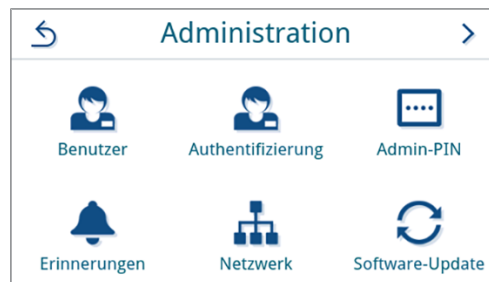 Administration
Benutzer
Authentifizierung
Admin-PIN
Erinnerungen
Netzwerk
Software-Update